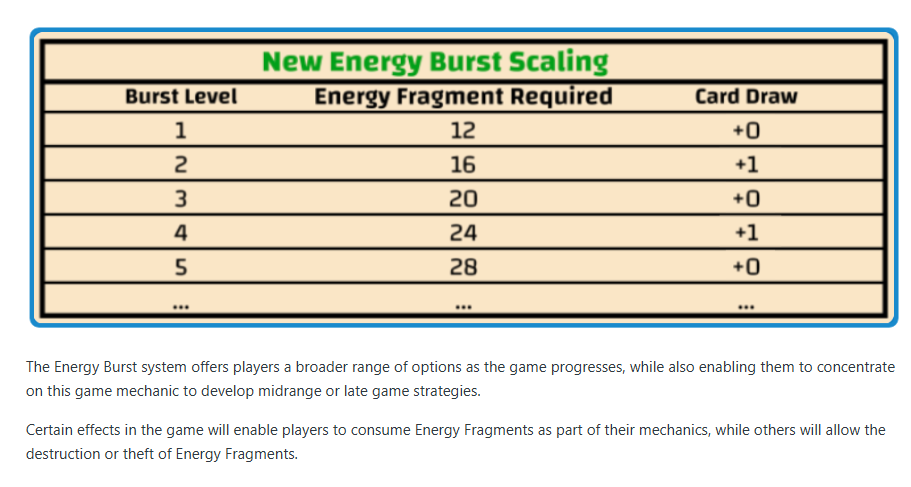 New Energy Burst Scaling
Burst Level Energy Fragment Required Card Draw
1 12 +0
2 16 +1
3 20 +0
4 24 +1
5 28 +0
... ... ...
The Energy Burst system offers players a broader range of options as the game progresses, while also enabling them to concentrate
on this game mechanic to develop midrange or late game strategies.
Certain effects in the game will enable players to consume Energy Fragments as part of their mechanics, while others will allow the
destruction or theft of Energy Fragments.